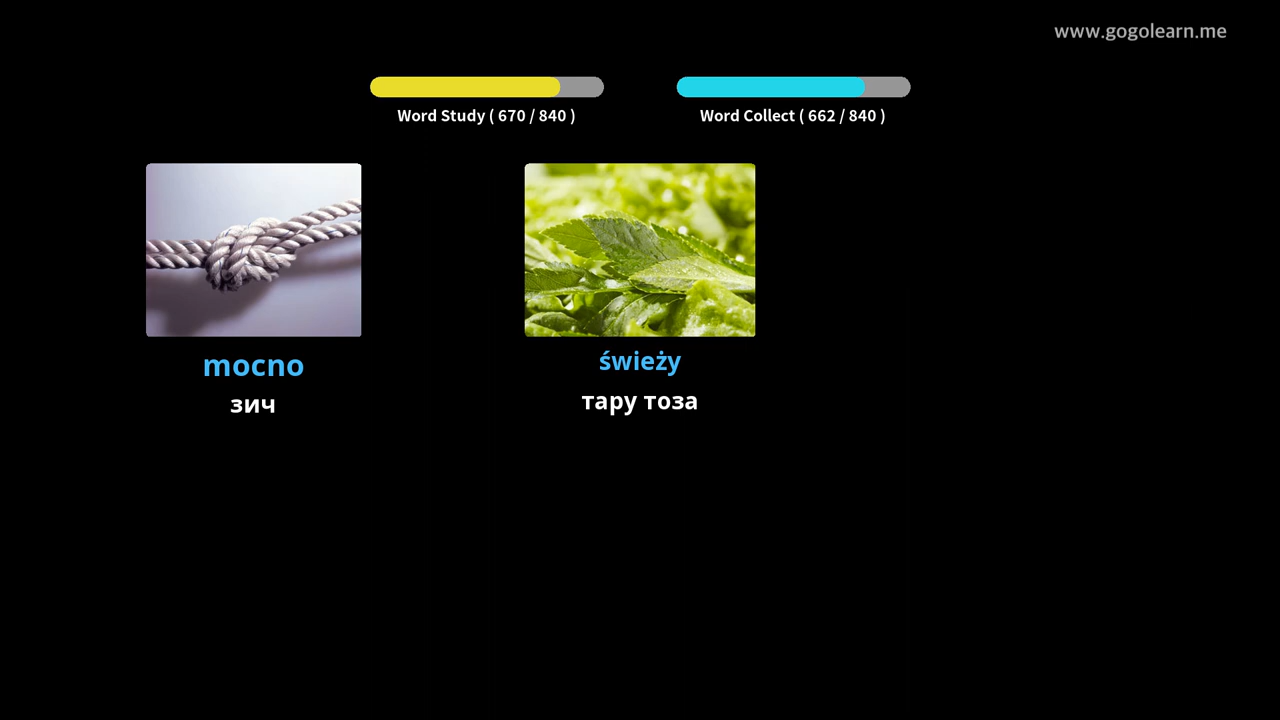 www.gogolearn.me
Word Study ( 670 / 840 )
Word Collect ( 662 / 840 )
mocno
зич
świeży
тару тоза